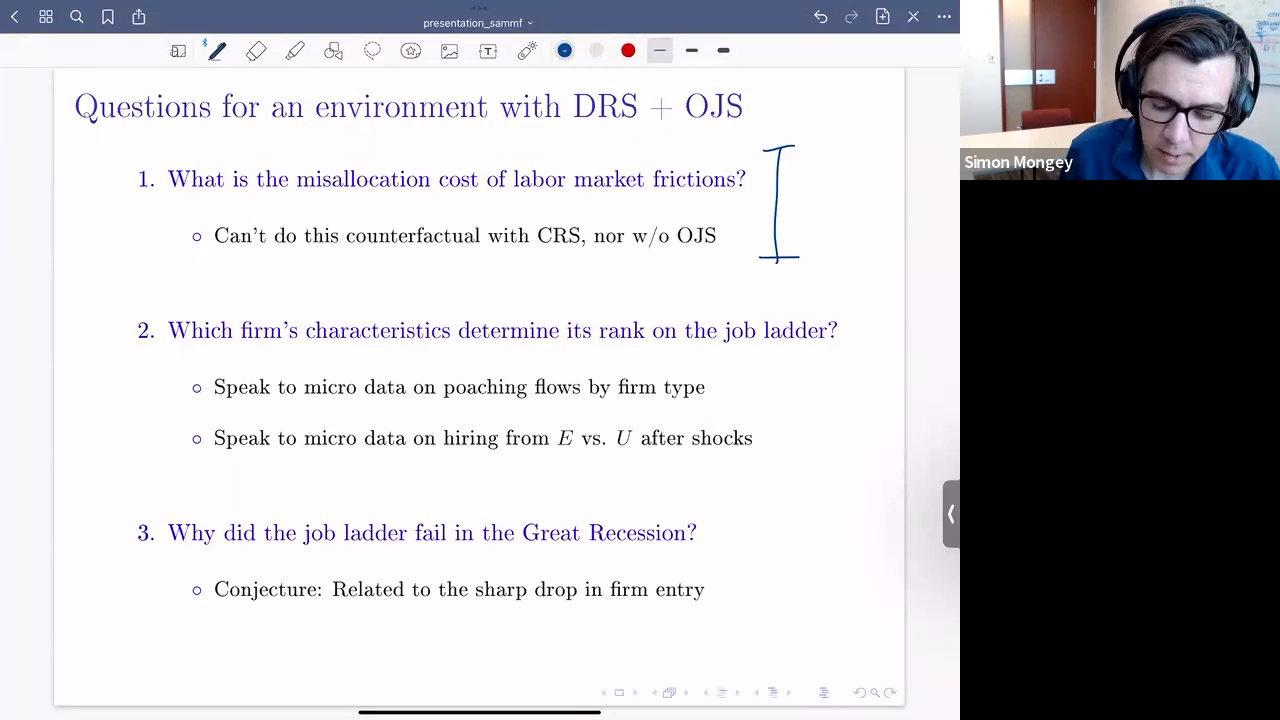 presentation_sammf
Questions for an environment with DRS + OJS
1. What is the misallocation cost of labor market frictions?
Can't do this counterfactual with CRS, nor w/o OJS
2. Which firm's characteristics determine its rank on the job ladder?
Speak to micro data on poaching flows by firm type
Speak to micro data on hiring from E vs. U after shocks
3. Why did the job ladder fail in the Great Recession?
Conjecture: Related to the sharp drop in firm entry
Simon Mongey